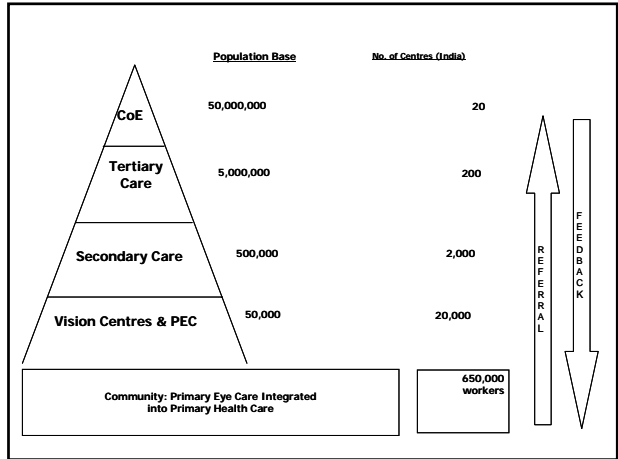 Population Base
No. of Centres (India)
CoE
50,000,000
20
Tertiary
Care
5,000,000
200
Secondary Care
500,000
2,000
Vision Centres & PEC
50,000
20,000
Community: Primary Eye Care Integrated
into Primary Health Care
650,000
workers
REFERRAL
FEEDBACK